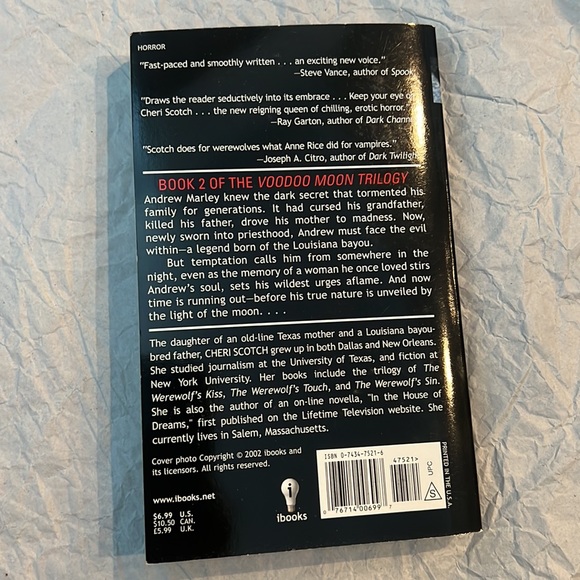 HORROR
"Fast-paced and smoothly written . . . an exciting new voice."
—Steve Vance, author of Spook
"Draws the reader seductively into its embrace . . . Keep your eye on
Cheri Scotch . . . the new reigning queen of chilling, erotic horror."
—Ray Garton, author of Dark Chann
"Scotch does for werewolves what Anne Rice did for vampires."
—Joseph A. Citro, author of Dark Twilight
BOOK 2 OF THE VOODOO MOON TRILOGY
Andrew Marley knew the dark secret that tormented his
family for generations. It had cursed his grandfather,
killed his father, drove his mother to madness. Now,
newly sworn into priesthood, Andrew must face the evil
within—a legend born of the Louisiana bayou.
But temptation calls him from somewhere in the
night, even as the memory of a woman he once loved stirs
Andrew's soul, sets his wildest urges aflame. And now
time is running out—before his true nature is unveiled by
the light of the moon. . . .
The daughter of an old-line Texas mother and a Louisiana bayou-
bred father, CHERI SCOTCH grew up in both Dallas and New Orleans.
She studied journalism at the University of Texas, and fiction at
New York University. Her books include the trilogy of The
Werewolf's Kiss, The Werewolf's Touch, and The Werewolf's Sin.
She is also the author of an on-line novella, "In the House of
Dreams," first published on the Lifetime Television website. She
currently lives in Salem, Massachusetts.
Cover photo Copyright © 2002 ibooks and
its licensors. All rights reserved.
www.ibooks.net
$6.99 U.S.
$10.50 CAN.
£5.99 U.K.
i
ibooks
ISBN 0-7434-7521-6
47521>
8 76714 00699 7
UPC
S
PRINTED IN THE U.S.A.